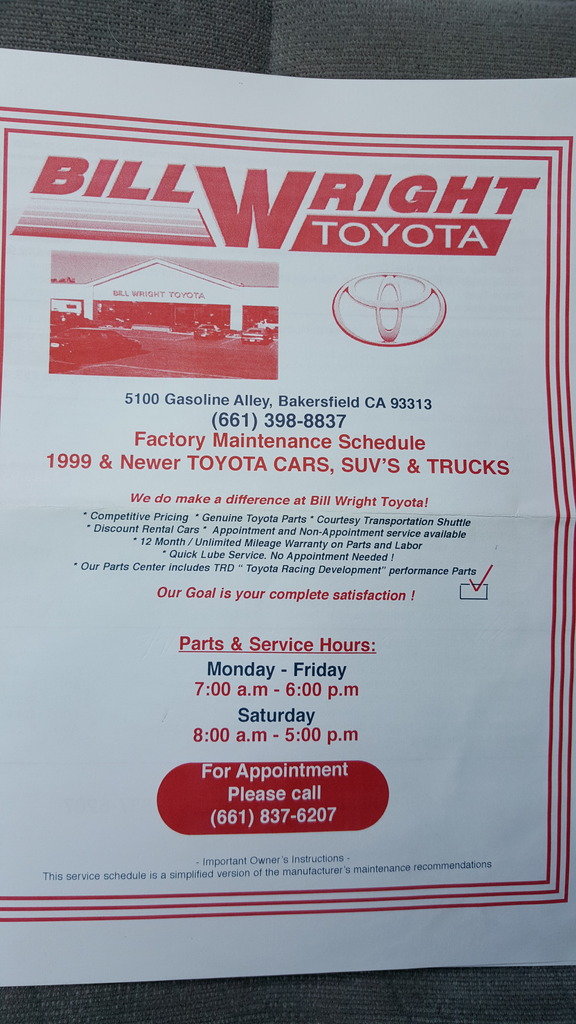 BILL WRIGHT
TOYOTA
BILL WRIGHT TOYOTA
5100 Gasoline Alley, Bakersfield CA 93313
(661) 398-8837
Factory Maintenance Schedule
1999 & Newer TOYOTA CARS, SUV'S & TRUCKS
We do make a difference at Bill Wright Toyota!
* Competitive Pricing * Genuine Toyota Parts * Courtesy Transportation Shuttle
* Discount Rental Cars * Appointment and Non-Appointment service available
* 12 Month / Unlimited Mileage Warranty on Parts and Labor
* Quick Lube Service. No Appointment Needed !
* Our Parts Center includes TRD " Toyota Racing Development" performance Parts
Our Goal is your complete satisfaction !
Parts & Service Hours:
Monday - Friday
7:00 a.m - 6:00 p.m
Saturday
8:00 a.m - 5:00 p.m
For Appointment
Please call
(661) 837-6207
- Important Owner's Instructions -
This service schedule is a simplified version of the manufacturer's maintenance recommendations